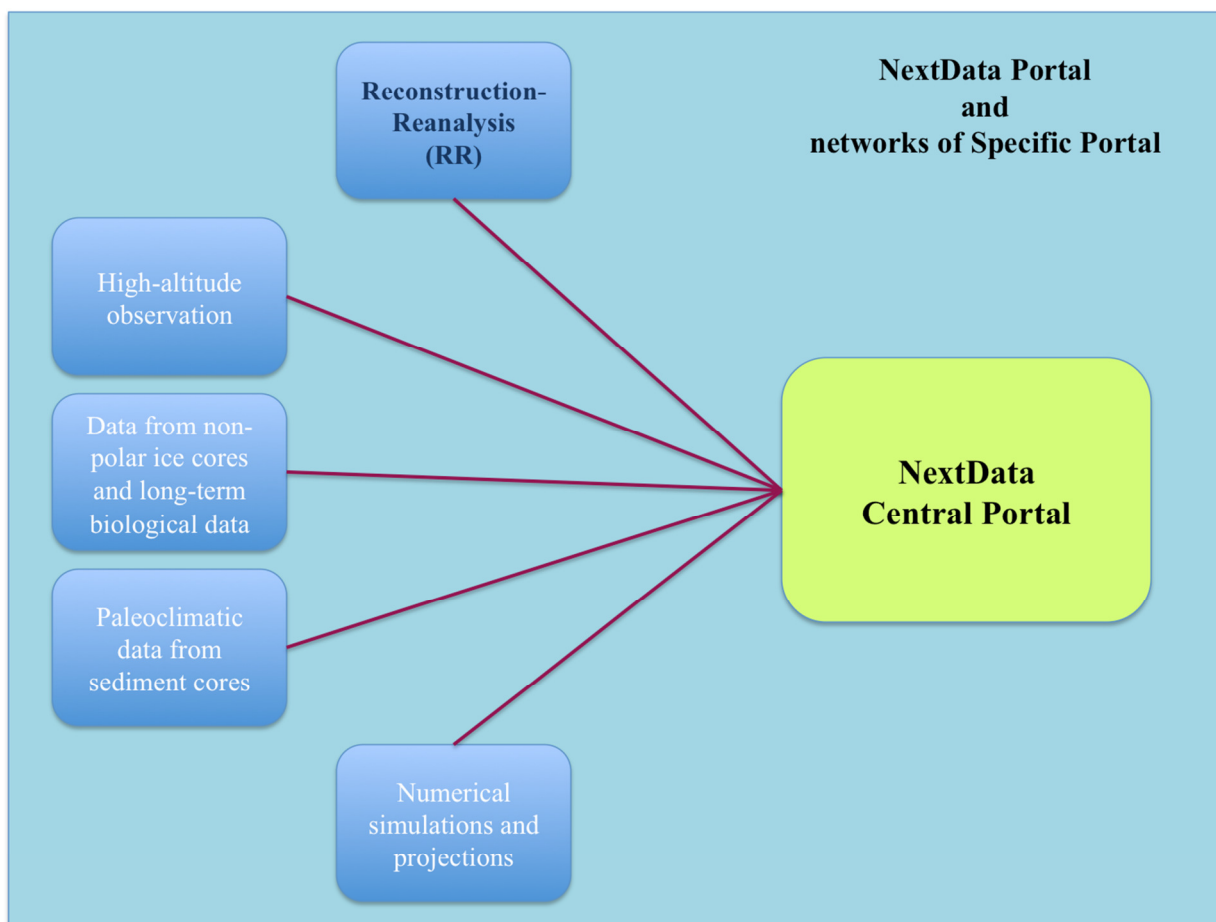 NextData Portal
and
networks of Specific Portal
Reconstruction-
Reanalysis
(RR)
High-altitude
observation
Data from non-
polar ice cores
and long-term
biological data
Paleoclimatic
data from
sediment cores
Numerical
simulations and
projections
NextData
Central Portal